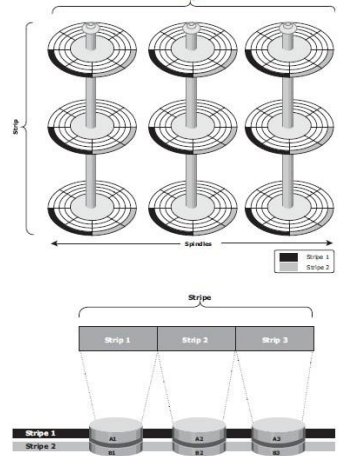 Strip
Spindles
Stripe 1
Stripe 2
Stripe
Strip 1 Strip 2 Strip 3
Stripe 1 A1 A2 A3
Stripe 2 B1 B2 B3